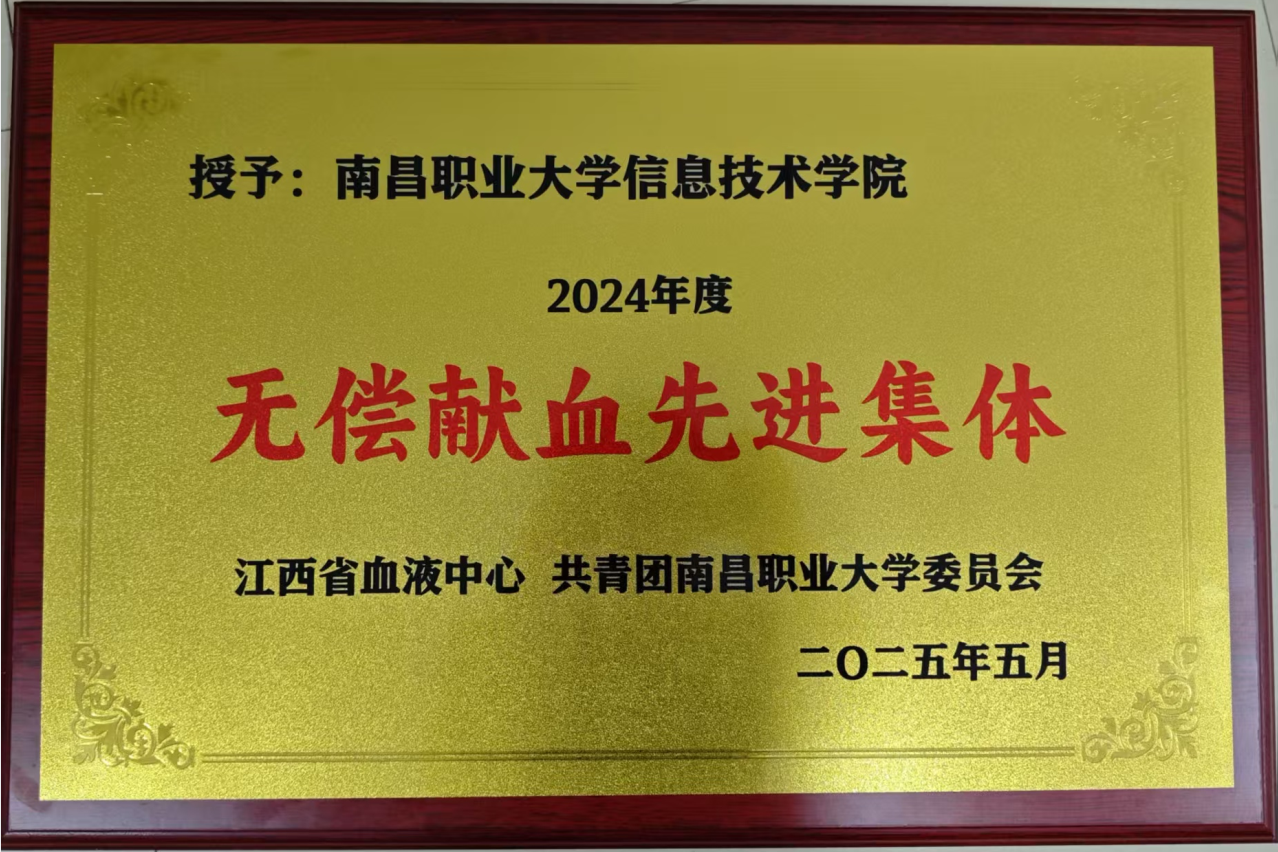 授予：南昌职业大学信息技术学院
2024年度
无偿献血先进集体
江西省血液中心 共青团南昌职业大学委员会
二〇二五年五月